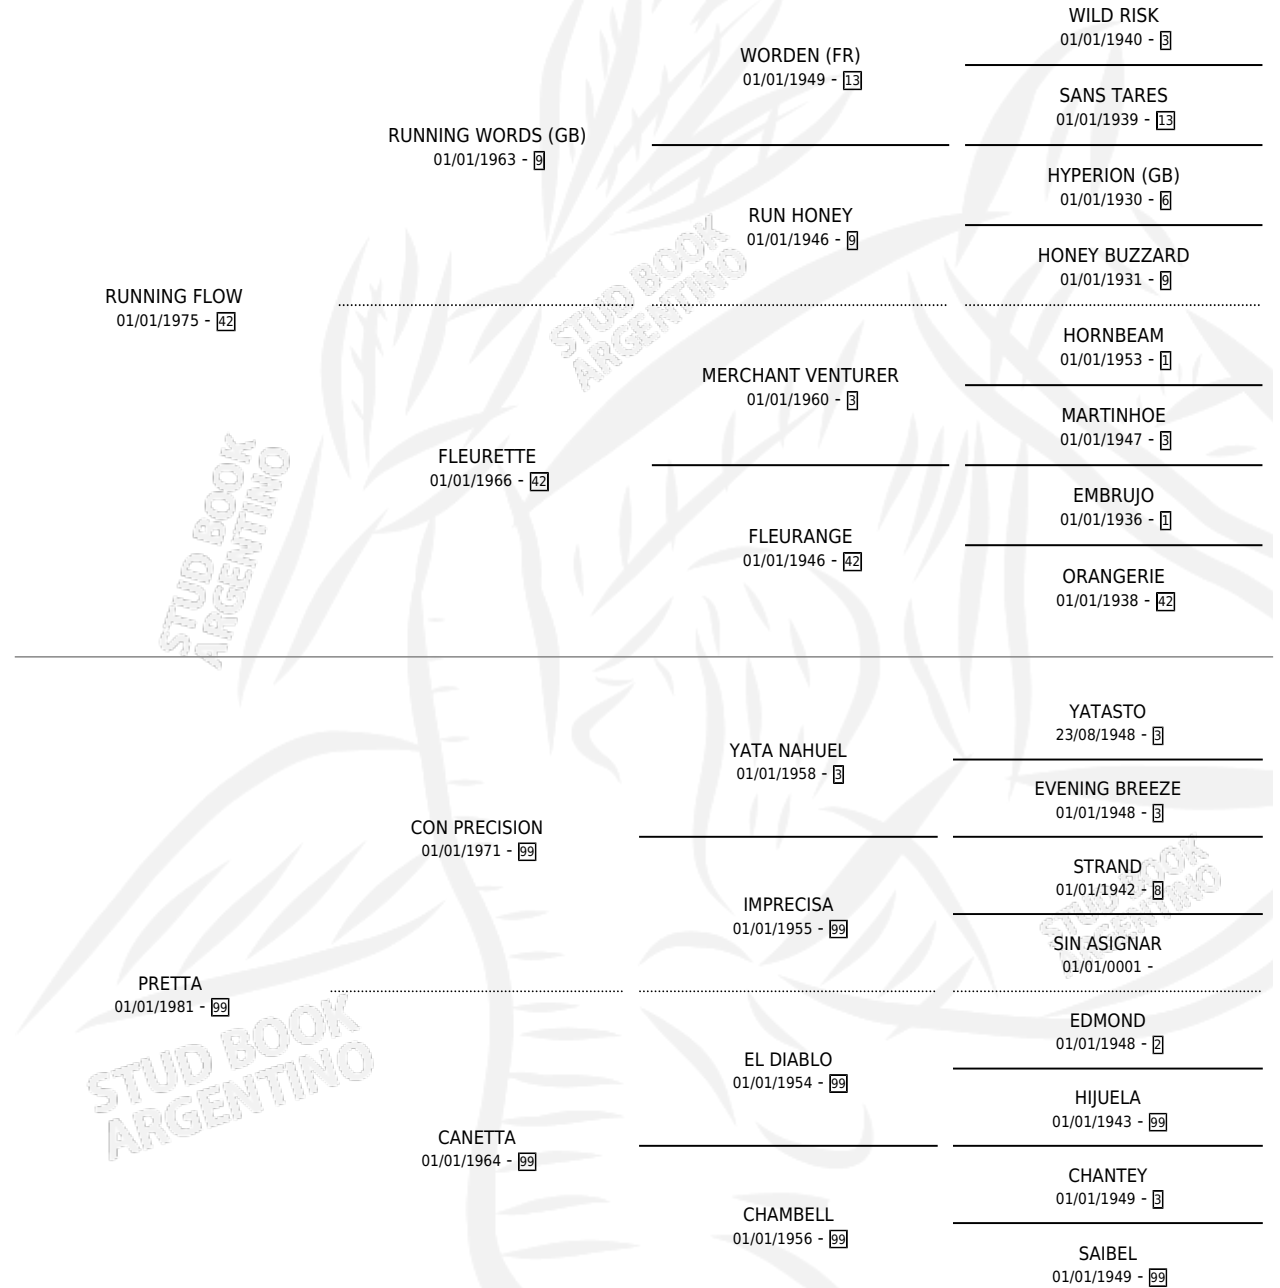 WILD RISK
01/01/1940 - 3
WORDEN (FR)
01/01/1949 - 13
SANS TARES
01/01/1939 - 13
RUNNING WORDS (GB)
01/01/1963 - 9
HYPERION (GB)
01/01/1930 - 6
RUN HONEY
01/01/1946 - 9
HONEY BUZZARD
01/01/1931 - 9
RUNNING FLOW
01/01/1975 - 42
HORNBEAM
01/01/1953 - 1
MERCHANT VENTURER
01/01/1960 - 3
MARTINHOE
01/01/1947 - 3
FLEURETTE
01/01/1966 - 42
EMBRUJO
01/01/1936 - 1
FLEURANGE
01/01/1946 - 42
ORANGERIE
01/01/1938 - 42
YATASTO
23/08/1948 - 3
YATA NAHUEL
01/01/1958 - 3
EVENING BREEZE
01/01/1948 - 3
CON PRECISION
01/01/1971 - 99
STRAND
01/01/1942 - 8
IMPRECISA
01/01/1955 - 99
SIN ASIGNAR
01/01/0001 -
PRETTA
01/01/1981 - 99
EDMOND
01/01/1948 - 2
EL DIABLO
01/01/1954 - 99
HIJUELA
01/01/1943 - 99
CANETTA
01/01/1964 - 99
CHANTEY
01/01/1949 - 3
CHAMBELL
01/01/1956 - 99
SAIBEL
01/01/1949 - 99
STUD BOOK
ARGENTINO
STUD BOOK
ARGENTINO
STUD BOOK
ARGENTINO
STUD BOOK
ARGENTINO